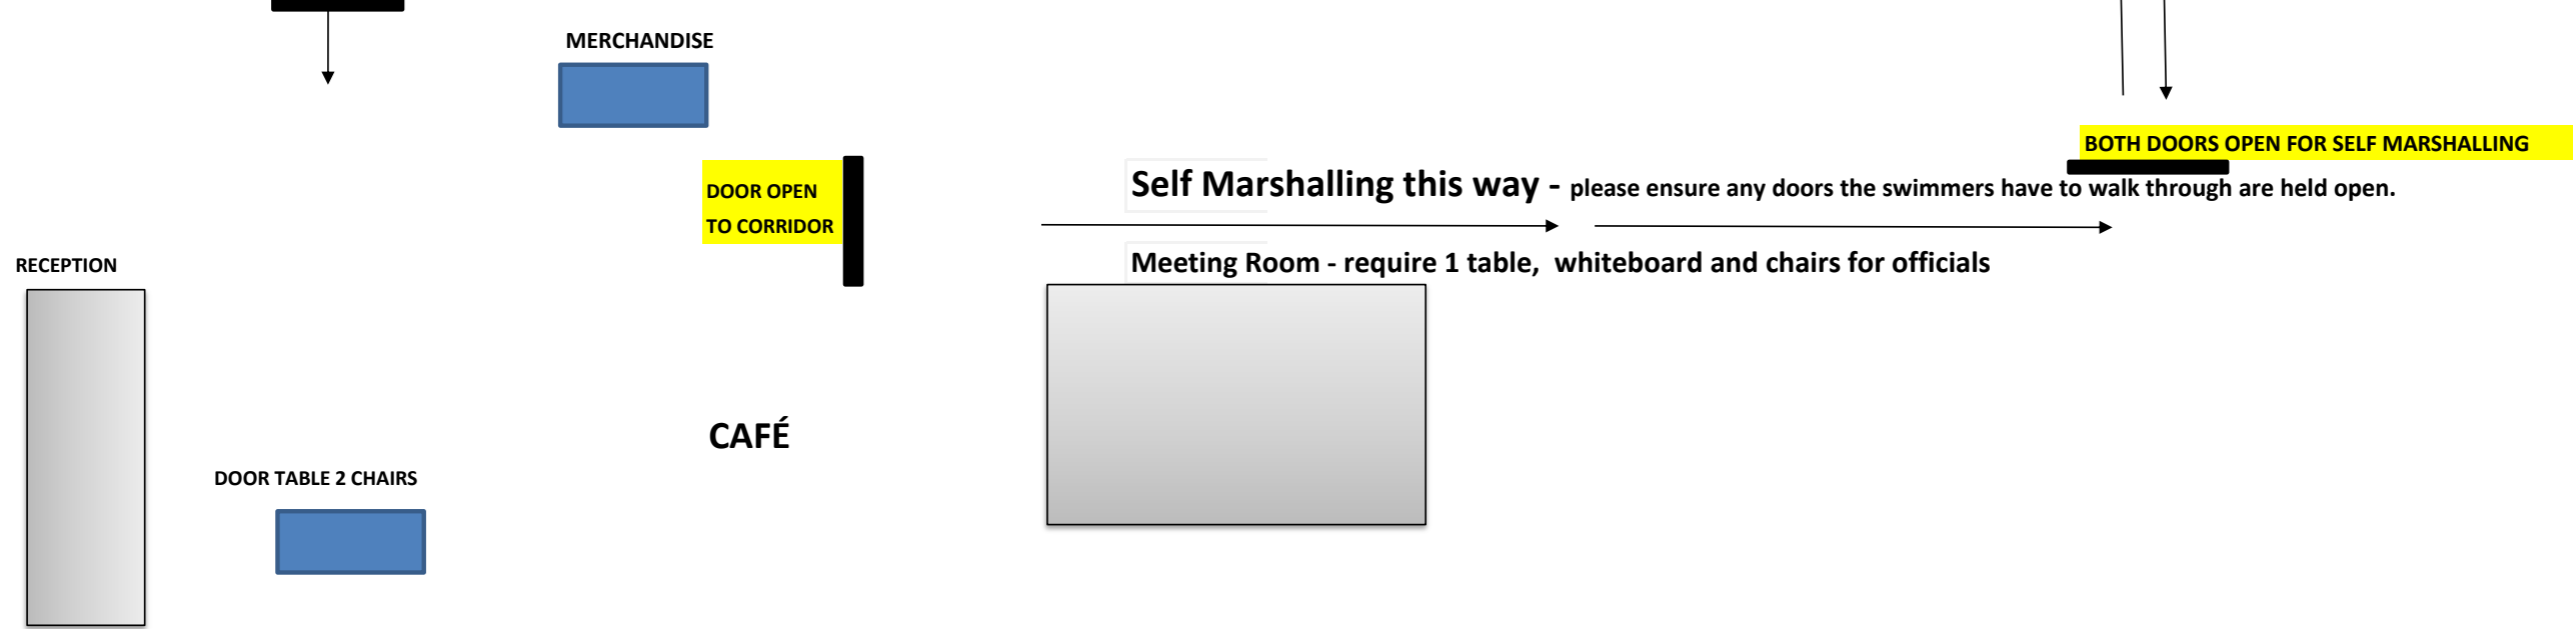 MERCHANDISE
BOTH DOORS OPEN FOR SELF MARSHALLING
DOOR OPEN
TO CORRIDOR
Self Marshalling this way - please ensure any doors the swimmers have to walk through are held open.
RECEPTION
Meeting Room - require 1 table, whiteboard and chairs for officials
CAFÉ
DOOR TABLE 2 CHAIRS